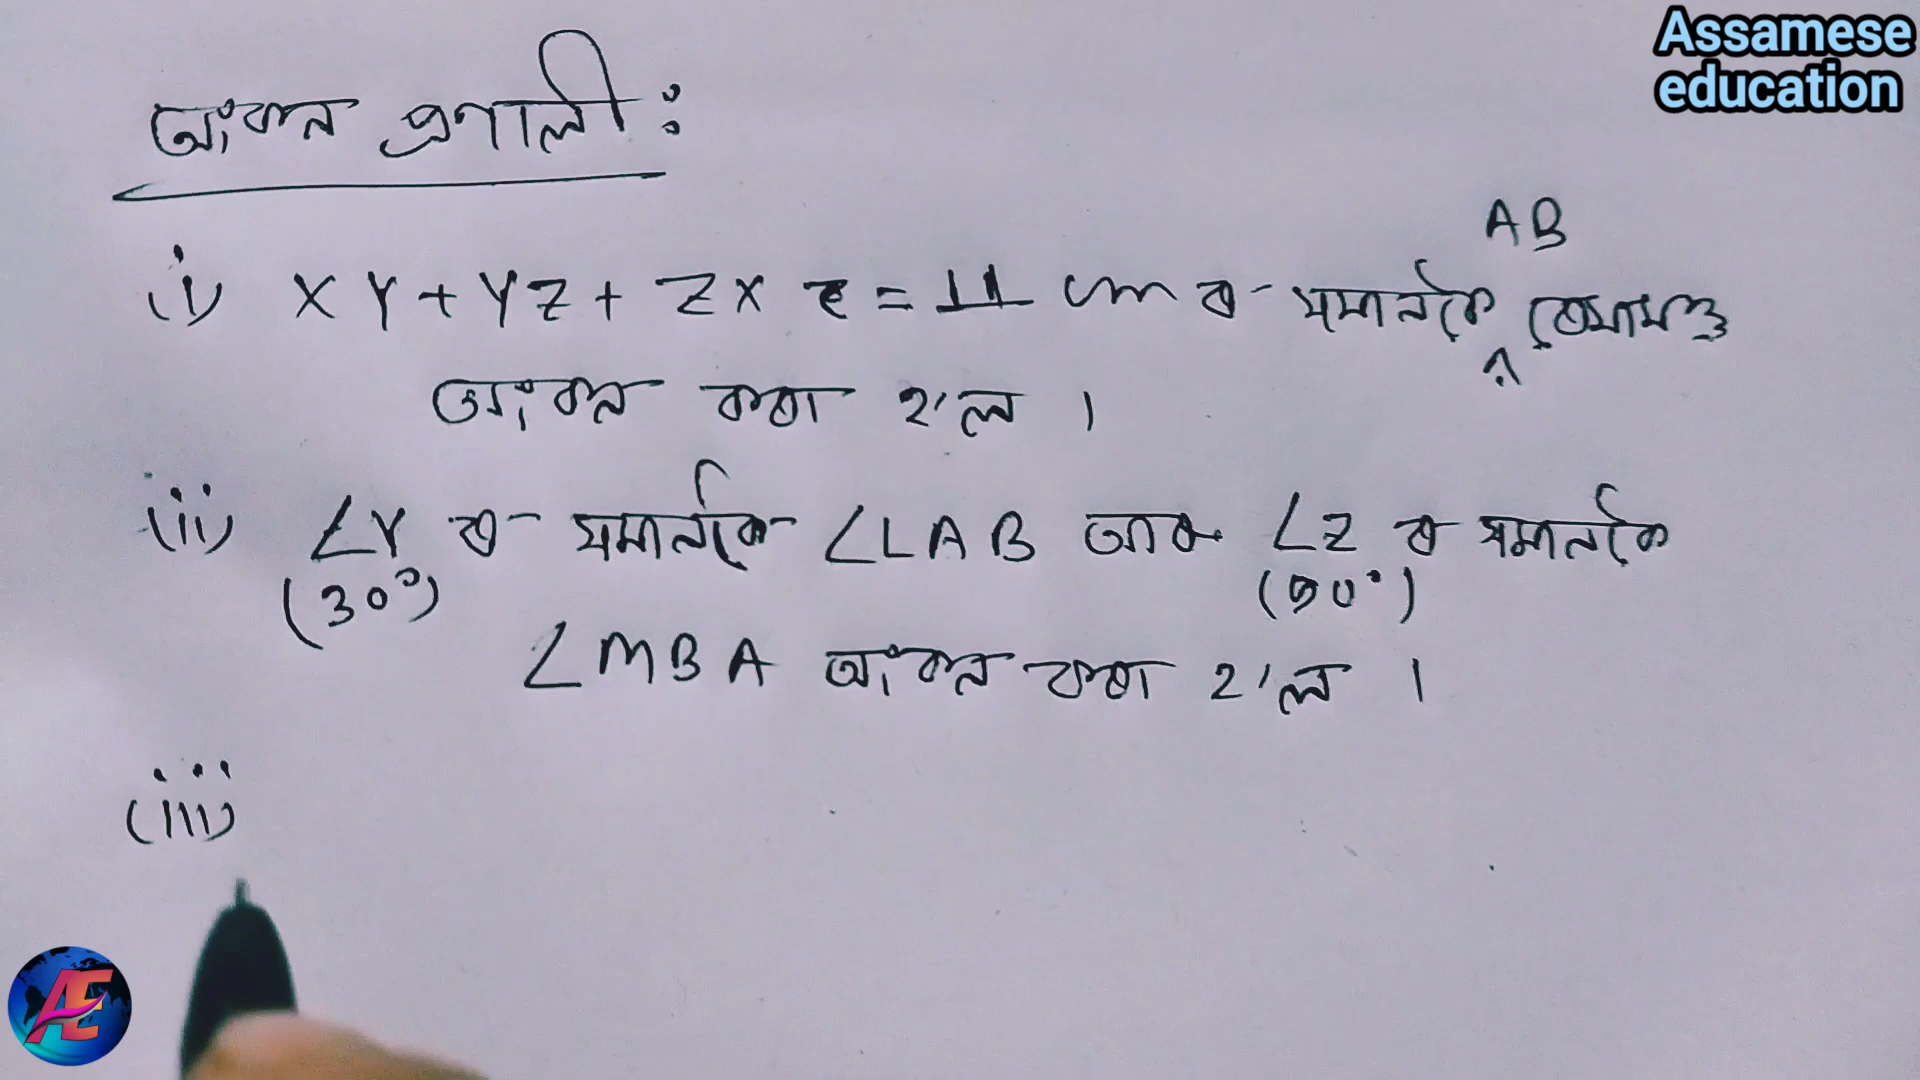 Assamese
education
অংকন প্ৰণালী :
AB
(i) XY + YZ + ZX = 11 cm ৰ সমানকৈ ৰেখাখণ্ড
অংকন কৰা হ'ল ।
(ii) ∠Y ৰ সমানকৈ ∠LAB আৰু ∠Z ৰ সমানকৈ
(30°) (90°)
∠MBA অংকন কৰা হ'ল ।
(iii)
AE